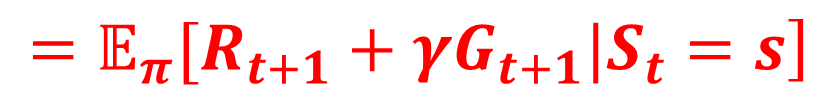 = 𝔼_π[R_{t+1} + γG_{t+1}|S_t = s]